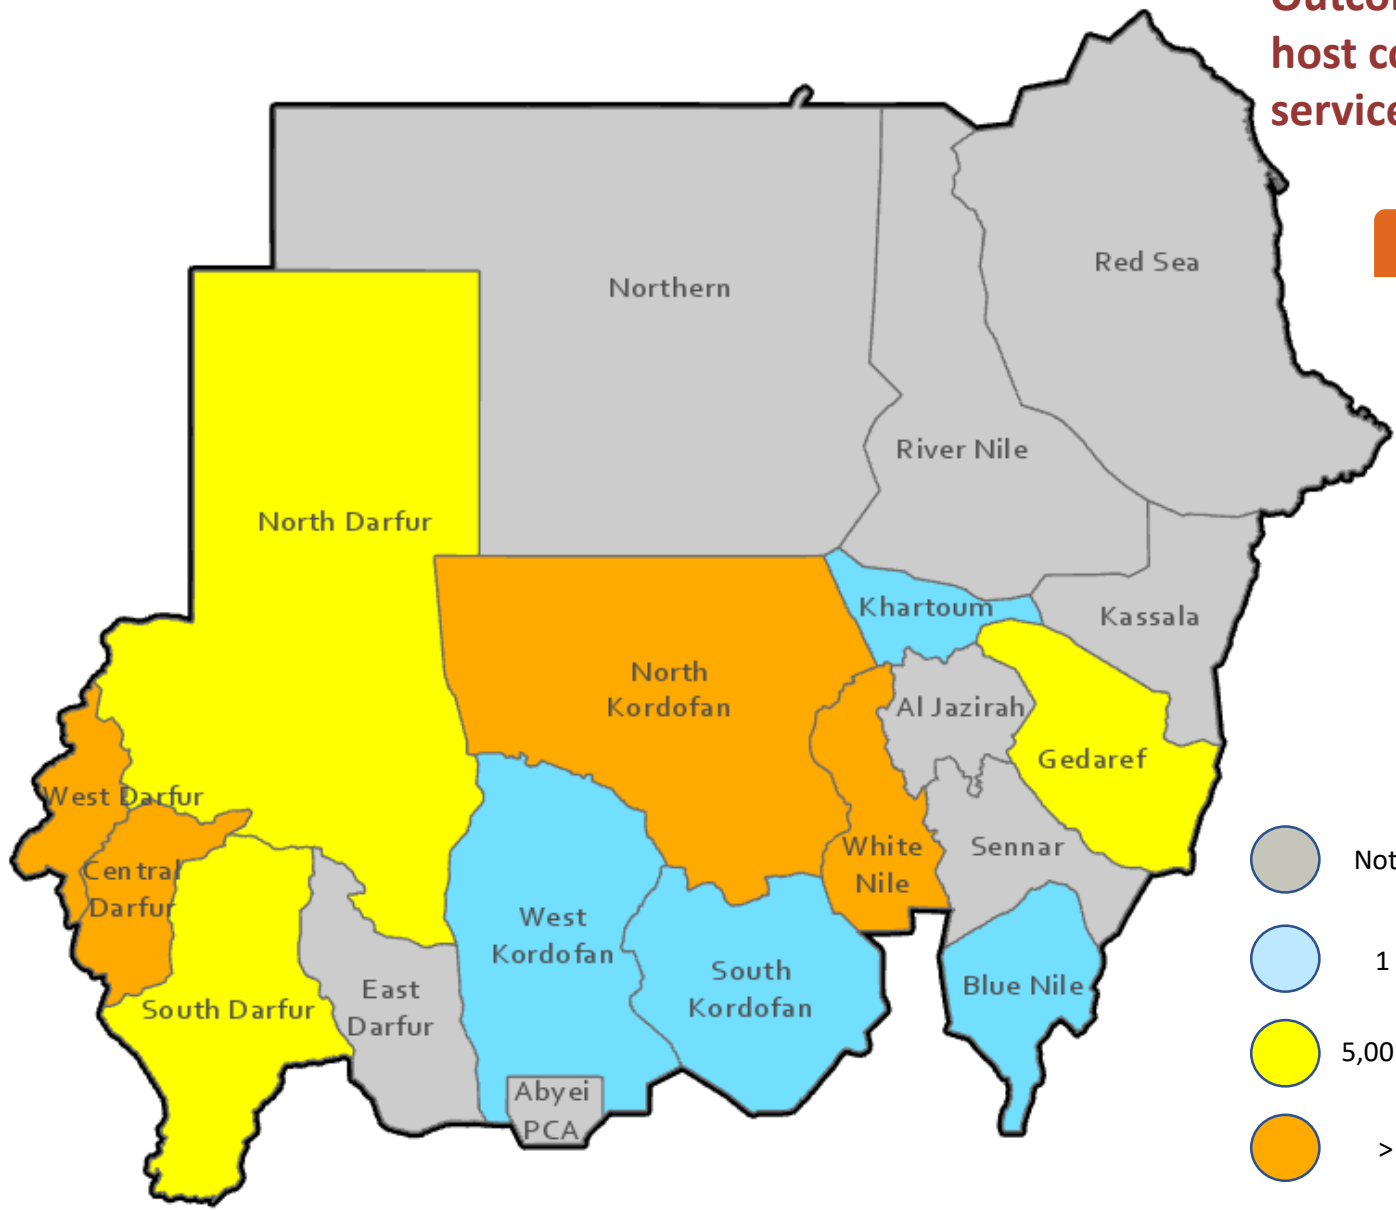 host
service
Northern
Red Sea
River Nile
North Darfur
Khartoum
Kassala
North
Kordofan
Al Jazirah
Gedaref
West Darfur
Central
Darfur
White
Nile
Sennar
Not
West
Kordofan
South
Kordofan
1
East
Darfur
Blue Nile
South Darfur
5,00
Abyei
PCA
>